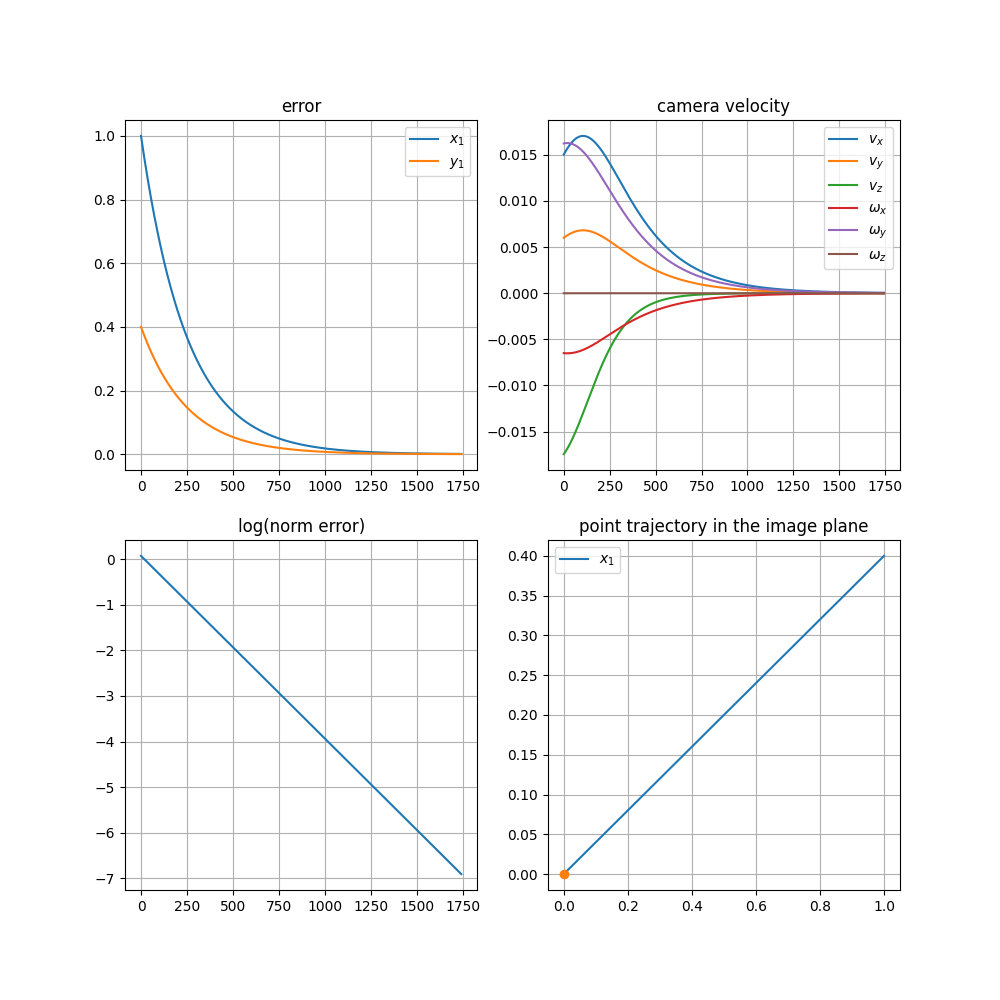 error
1.0
0.8
0.6
0.4
0.2
0.0
0 250 500 750 1000 1250 1500 1750
x₁
y₁
camera velocity
0.015
0.010
0.005
0.000
−0.005
−0.010
−0.015
0 250 500 750 1000 1250 1500 1750
vₓ
v_y
v_z
ωₓ
ω_y
ω_z
log(norm error)
0
−1
−2
−3
−4
−5
−6
−7
0 250 500 750 1000 1250 1500 1750
point trajectory in the image plane
0.40
0.35
0.30
0.25
0.20
0.15
0.10
0.05
0.00
0.0 0.2 0.4 0.6 0.8 1.0
x₁